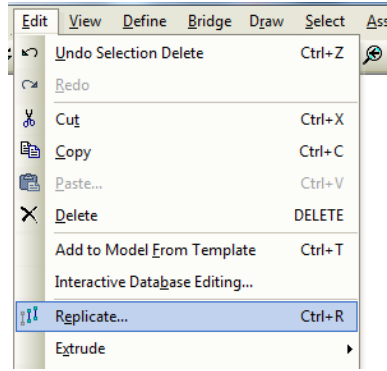 Edit View Define Bridge Draw Select
Undo Selection Delete Ctrl+Z
Redo
Cut Ctrl+X
Copy Ctrl+C
Paste... Ctrl+V
Delete DELETE
Add to Model From Template Ctrl+T
Interactive Database Editing...
Replicate... Ctrl+R
Extrude